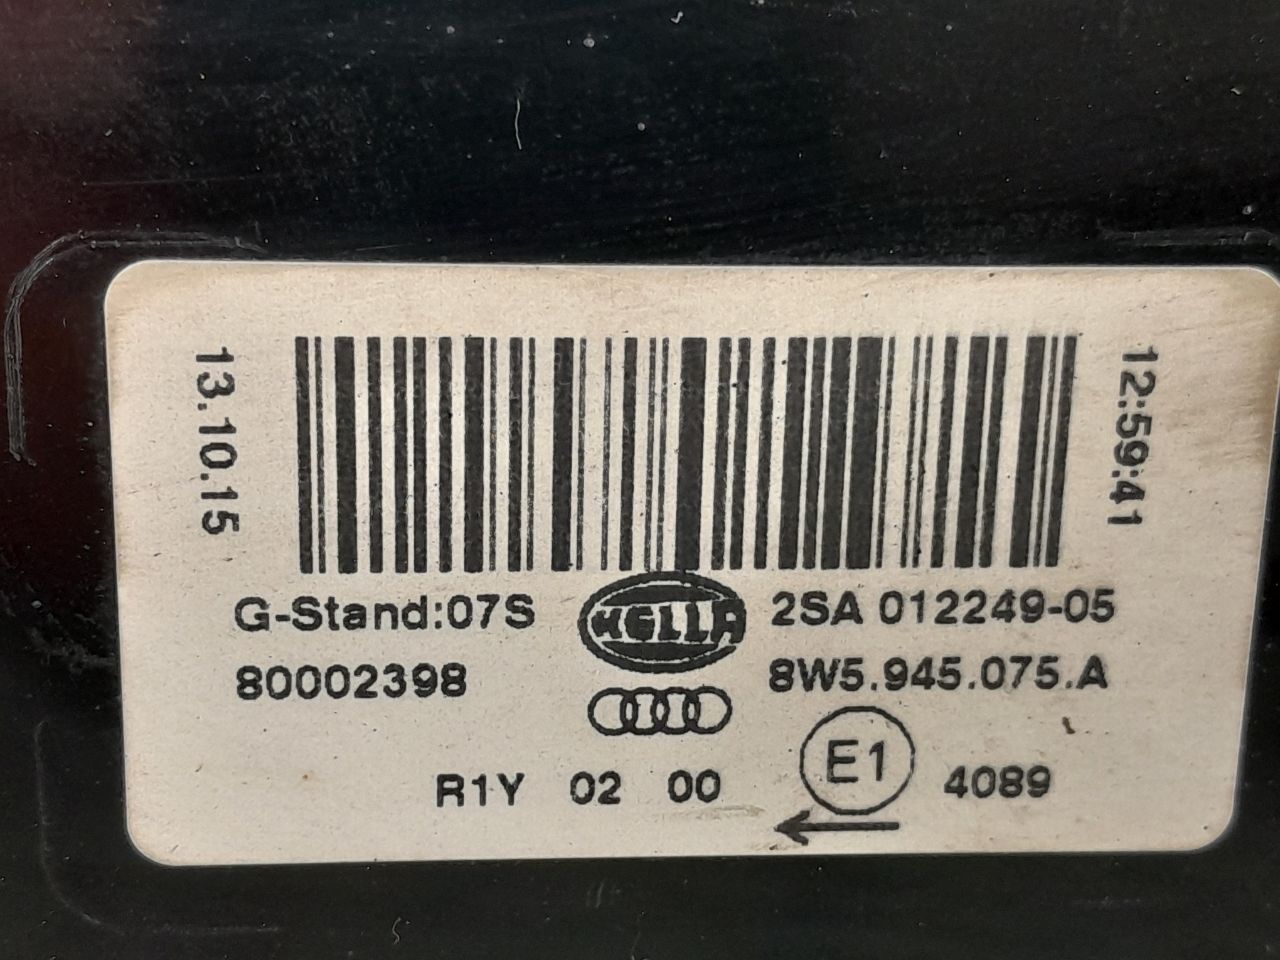 13.10.15
12:59:41
G-Stand:07S
HELLA
2SA 012249-05
80002398
8W5.945.075.A
R1Y 02 00
E1
4089